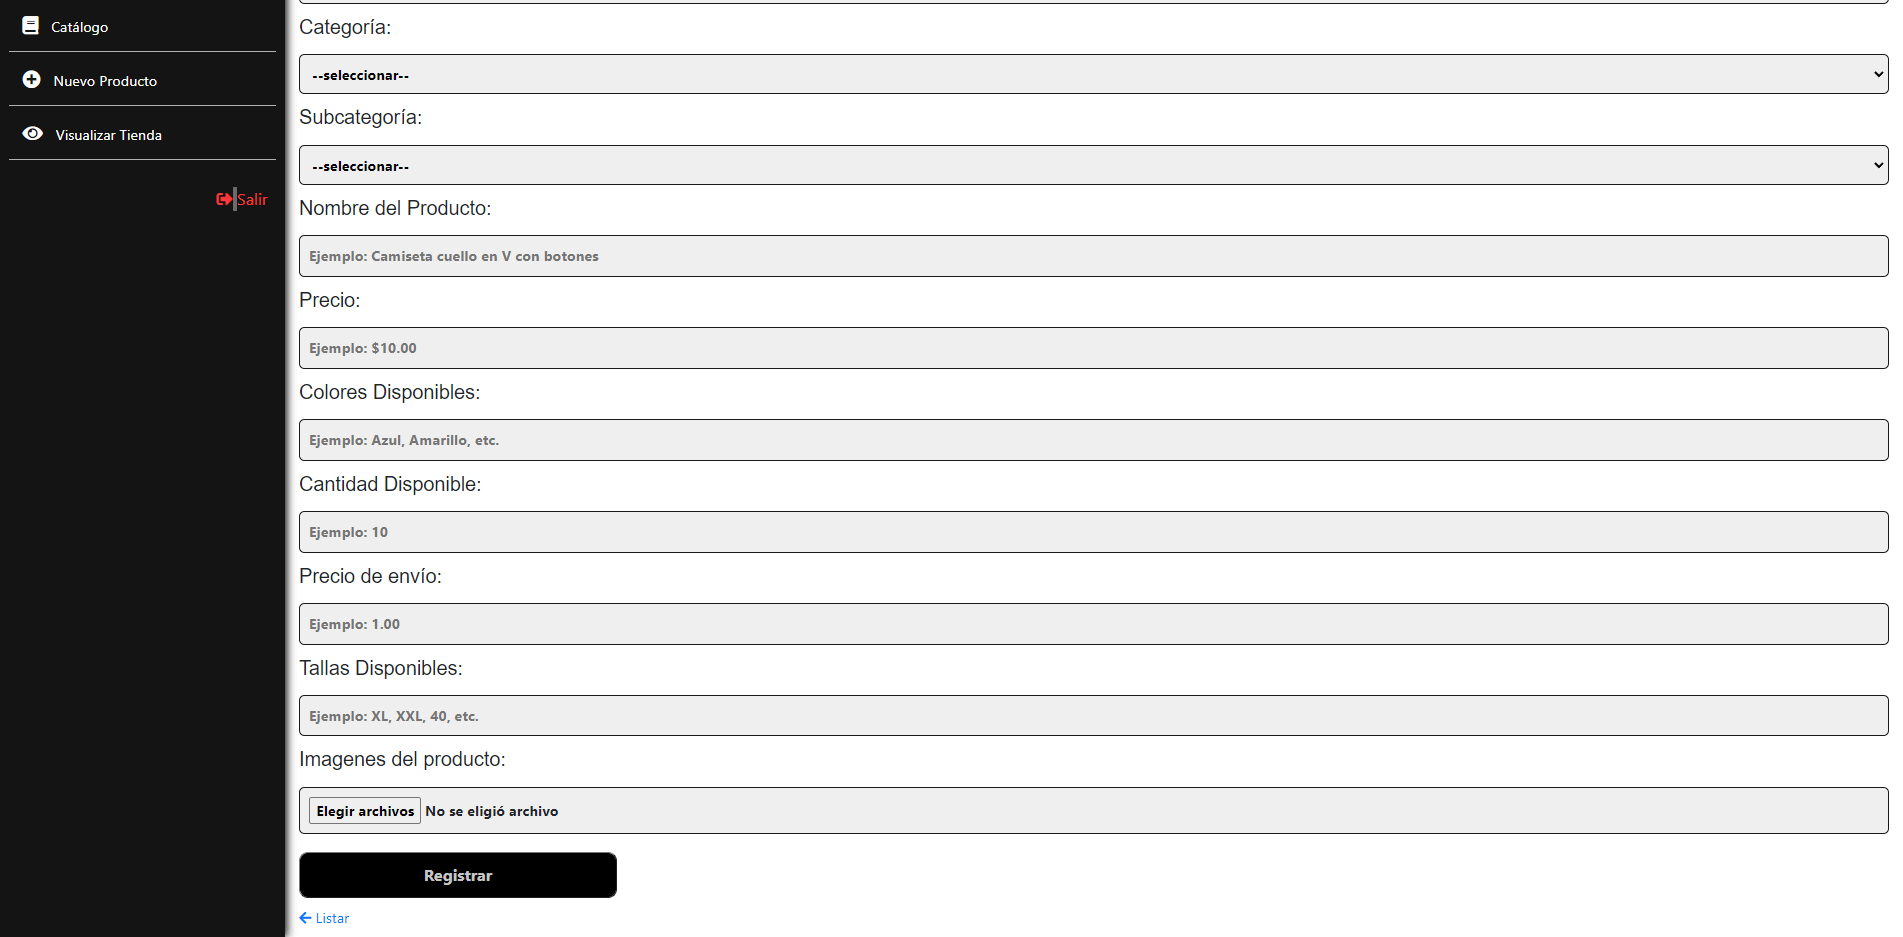 Catálogo
Nuevo Producto
Visualizar Tienda
Salir
Categoría:
--seleccionar--
Subcategoría:
--seleccionar--
Nombre del Producto:
Ejemplo: Camiseta cuello en V con botones
Precio:
Ejemplo: $10.00
Colores Disponibles:
Ejemplo: Azul, Amarillo, etc.
Cantidad Disponible:
Ejemplo: 10
Precio de envío:
Ejemplo: 1.00
Tallas Disponibles:
Ejemplo: XL, XXL, 40, etc.
Imagenes del producto:
Elegir archivos No se eligió archivo
Registrar
Listar